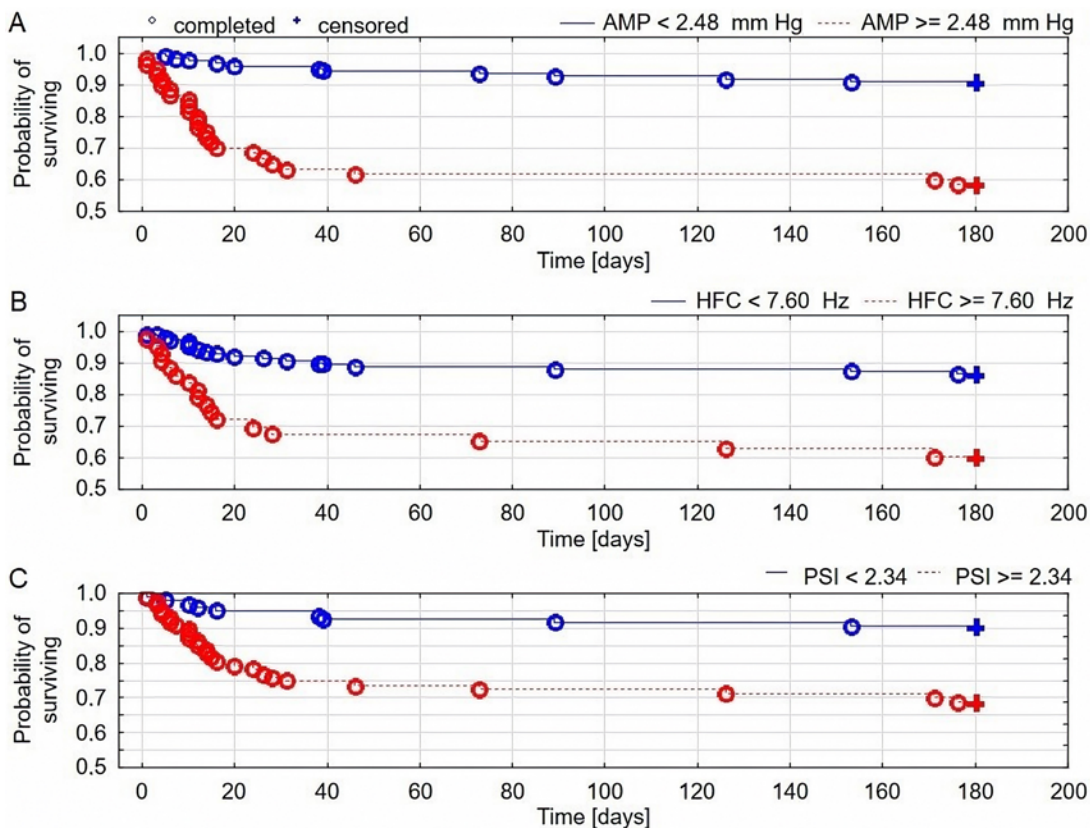 A
completed censored AMP < 2.48 mm Hg AMP >= 2.48 mm Hg
Probability of surviving
1.0
0.9
0.8
0.7
0.6
0.5
0 20 40 60 80 100 120 140 160 180 200
Time [days]
B
HFC < 7.60 Hz HFC >= 7.60 Hz
Probability of surviving
1.0
0.9
0.8
0.7
0.6
0.5
0 20 40 60 80 100 120 140 160 180 200
Time [days]
C
PSI < 2.34 PSI >= 2.34
Probability of surviving
1.0
0.9
0.8
0.7
0.6
0.5
0 20 40 60 80 100 120 140 160 180 200
Time [days]